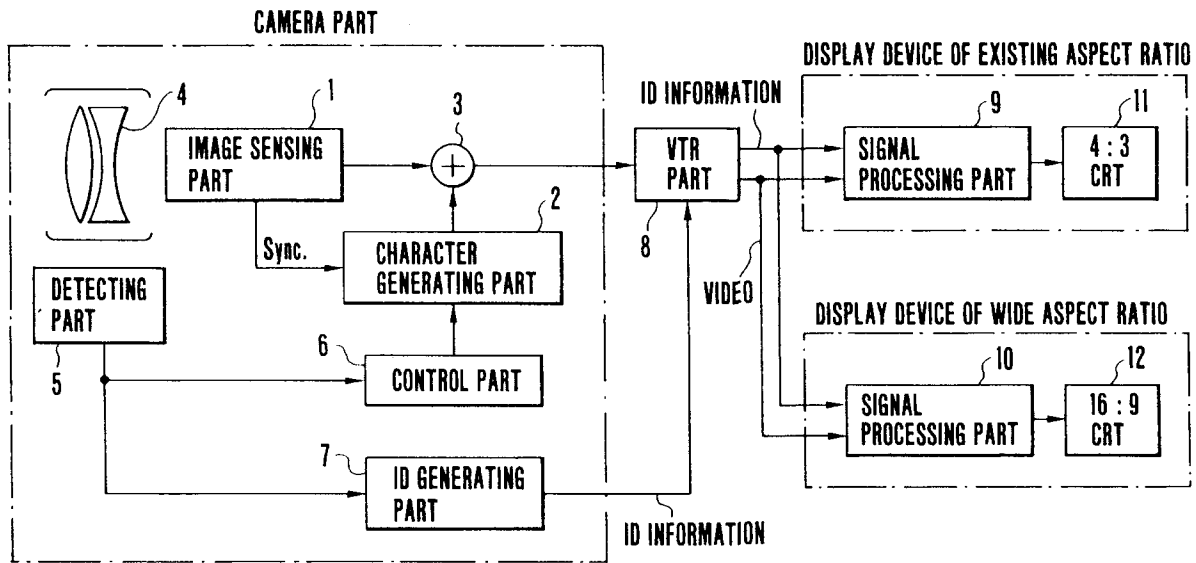 CAMERA PART
4
1
IMAGE SENSING
PART
3
Sync.
2
CHARACTER
GENERATING PART
DETECTING
PART
5
6
CONTROL PART
7
ID GENERATING
PART
ID INFORMATION
ID INFORMATION
VTR
PART
8
VIDEO
DISPLAY DEVICE OF EXISTING ASPECT RATIO
9
SIGNAL
PROCESSING PART
11
4 : 3
CRT
DISPLAY DEVICE OF WIDE ASPECT RATIO
10
SIGNAL
PROCESSING PART
12
16 : 9
CRT